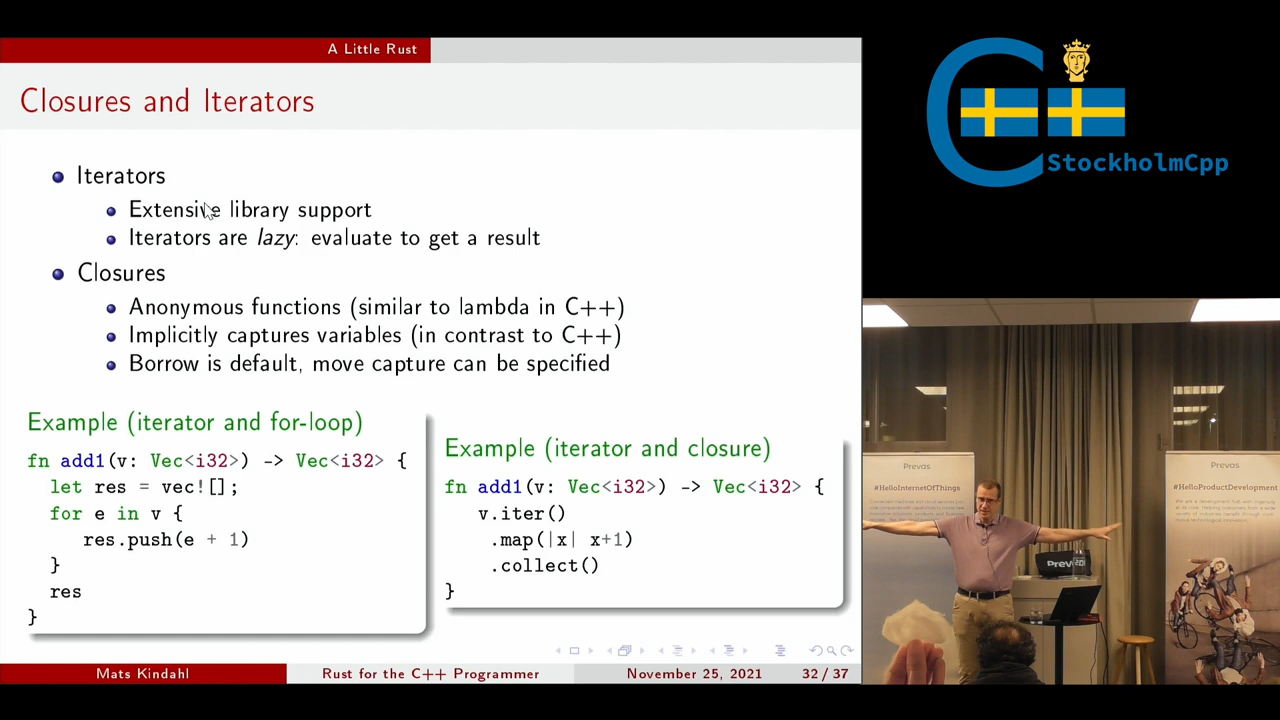 A Little Rust
Closures and Iterators
Iterators
Extensive library support
Iterators are lazy: evaluate to get a result
Closures
Anonymous functions (similar to lambda in C++)
Implicitly captures variables (in contrast to C++)
Borrow is default, move capture can be specified
Example (iterator and for-loop)
fn add1(v: Vec<i32>) -> Vec<i32> {
let res = vec![];
for e in v {
res.push(e + 1)
}
res
}
Example (iterator and closure)
fn add1(v: Vec<i32>) -> Vec<i32> {
v.iter()
.map(|x| x+1)
.collect()
}
Mats Kindahl
Rust for the C++ Programmer
November 25, 2021
32 / 37
C++
StockholmCpp
Prevas
#HelloInternetOfThings
Prevas
#HelloProductDevelopment